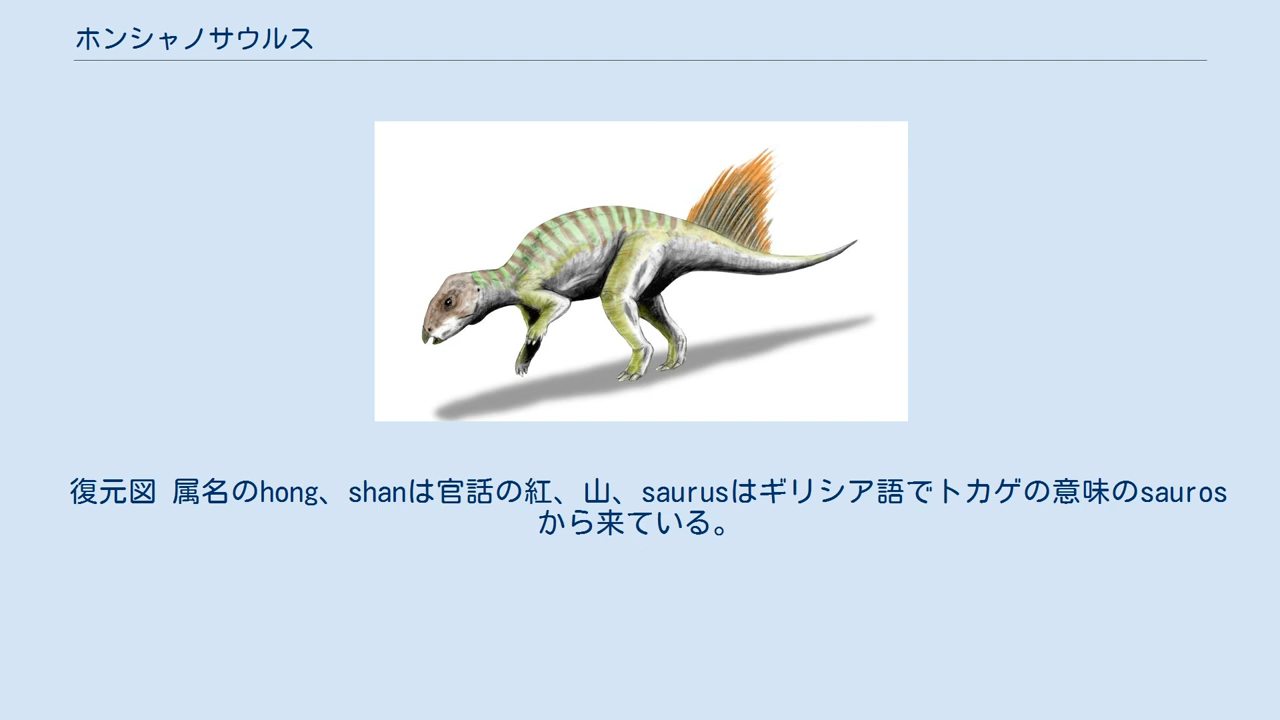 ホンシャノサウルス
復元図 属名のhong、shanは官話の紅、山、saurusはギリシア語でトカゲの意味のsauros
から来ている。